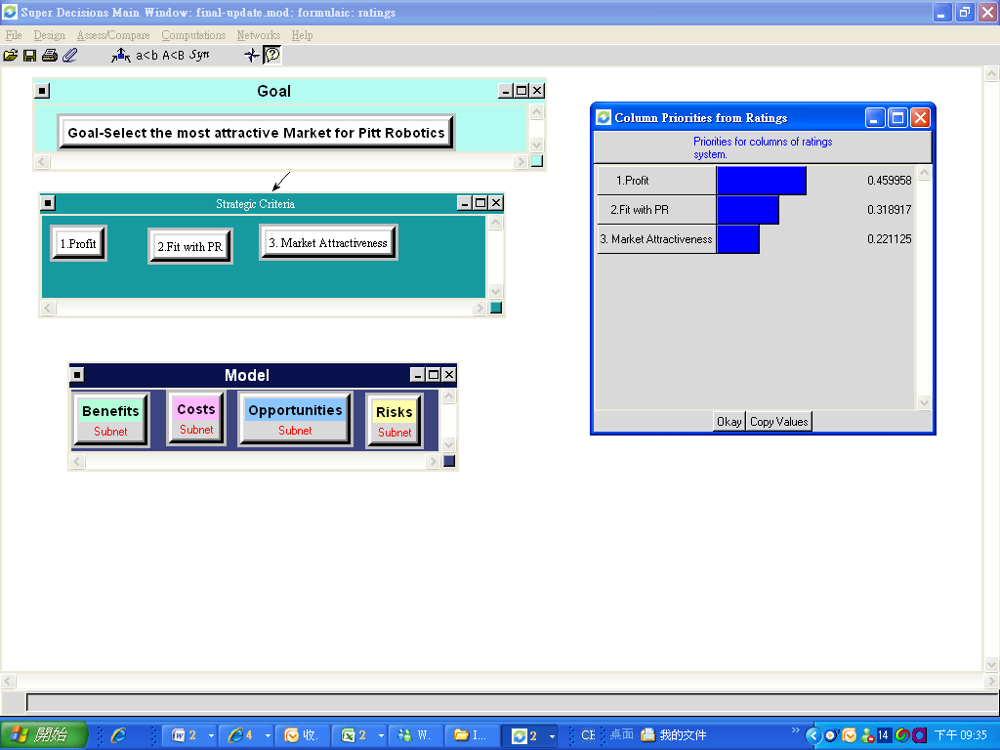 Super Decisions Main Window: final-update.mod: formulaic: ratings
File Design Assess/Compare Computations Networks Help
a<b A<B Syn
Goal
Goal-Select the most attractive Market for Pitt Robotics
Strategic Criteria
1.Profit 2.Fit with PR 3. Market Attractiveness
Model
Benefits Costs Opportunities Risks
Subnet Subnet Subnet Subnet
Column Priorities from Ratings
Priorities for columns of ratings
system.
1.Profit 0.459958
2.Fit with PR 0.318917
3. Market Attractiveness 0.221125
Okay Copy Values
開始 2 4 收. 2 W. I... 2 CH 桌面 我的文件 » 14 下午 09:35